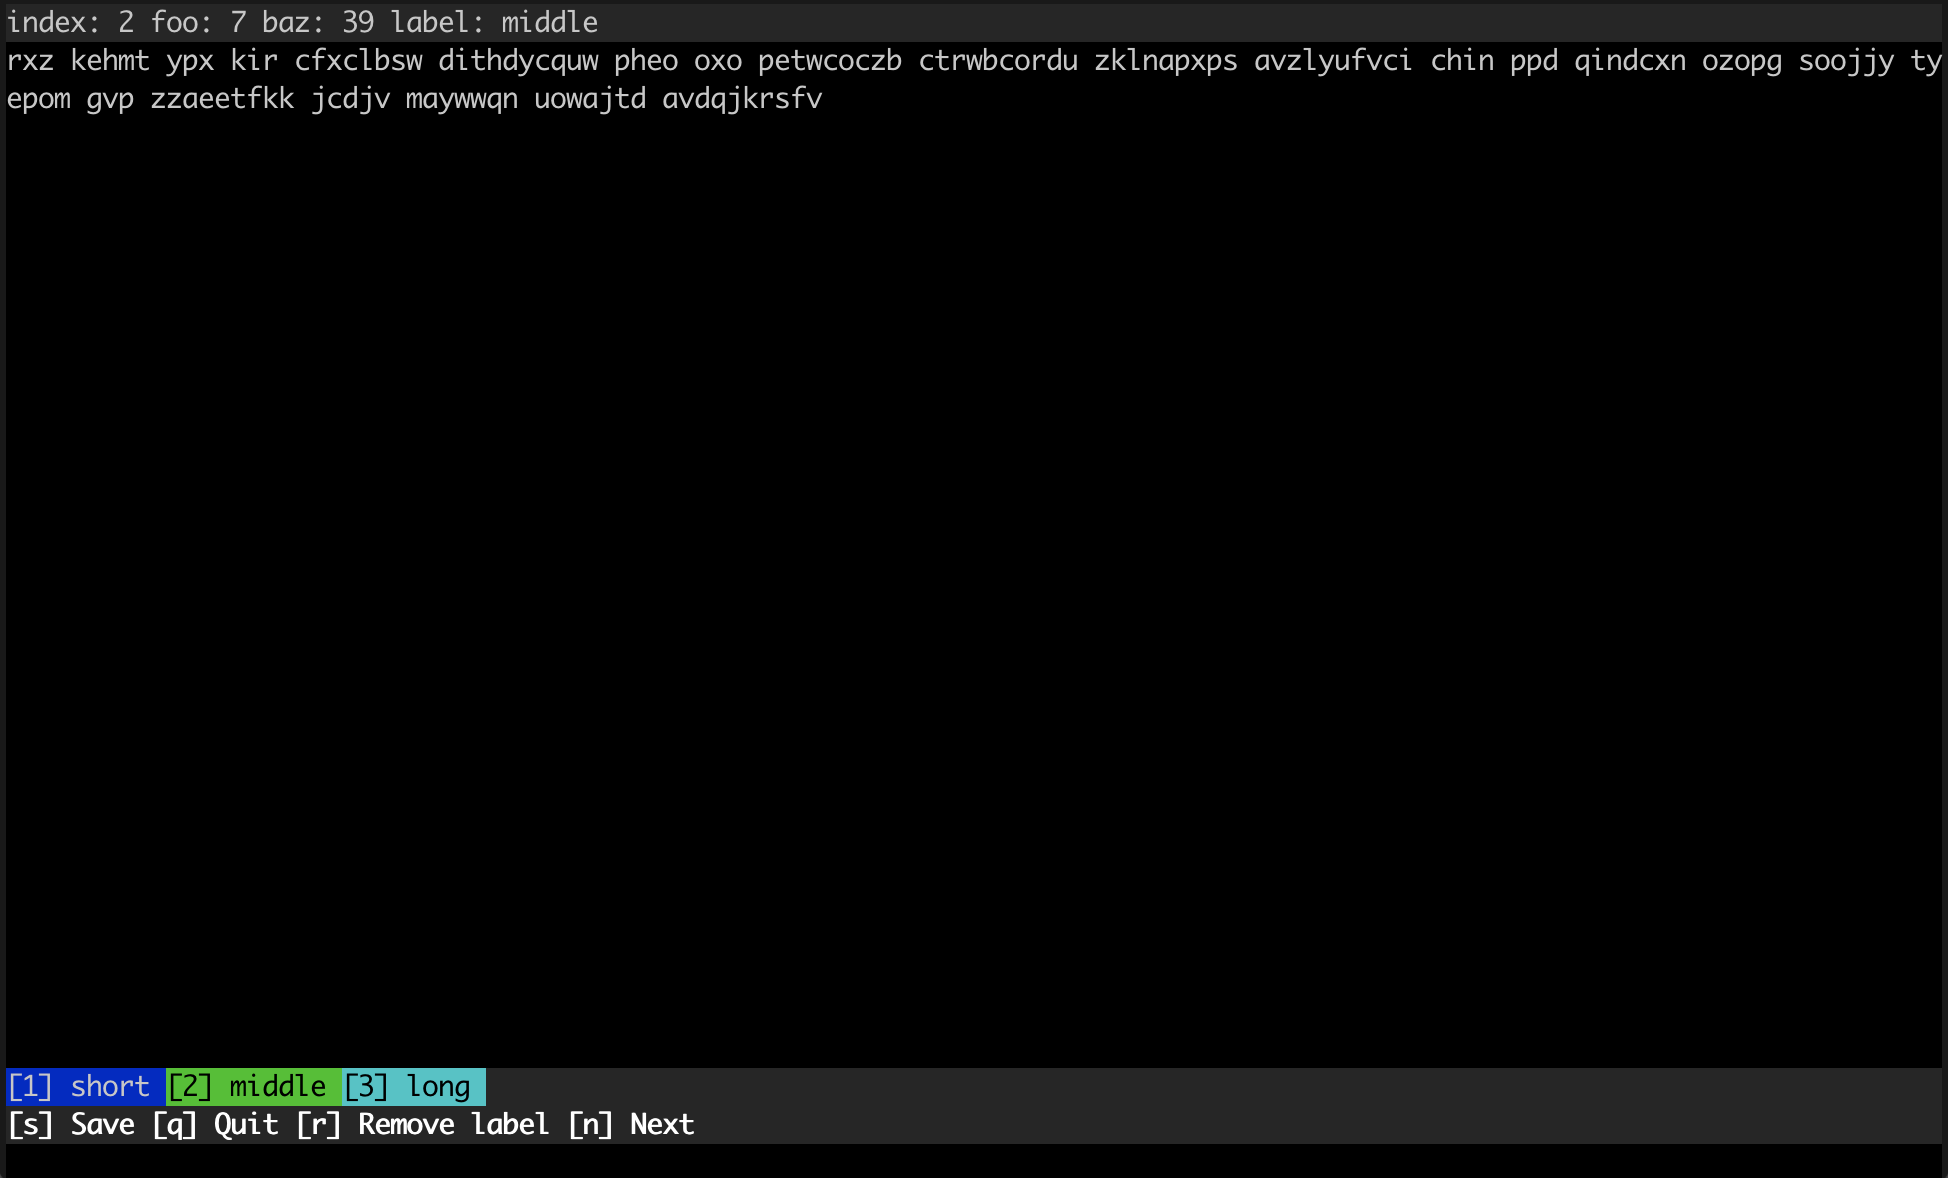 index: 2 foo: 7 baz: 39 label: middle
rxz kehmt ypx kir cfxclbsw dithdycquw pheo oxo petwcoczb ctrwbcordu zklnapxps avzlyufvci chin ppd qindcxn ozopg soojjy ty
epom gvp zzaeetfkk jcdjv maywwqn uowajtd avdqjkrsfv
[1] short [2] middle [3] long
[s] Save [q] Quit [r] Remove label [n] Next